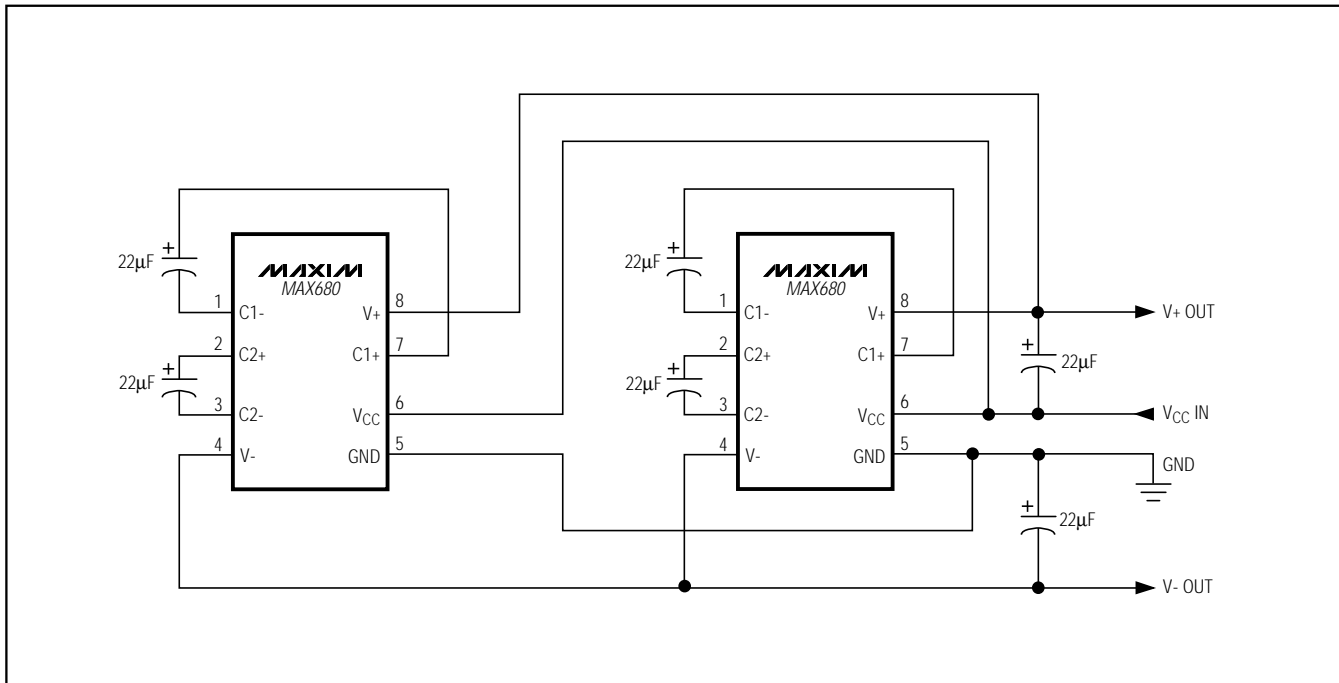 22μF
+
1
C1-
2
C2+
+
22μF
3
C2-
4
V-
MAXIM
MAX680
V+
8
C1+
7
VCC
6
GND
5
22μF
+
1
C1-
2
C2+
+
22μF
3
C2-
4
V-
MAXIM
MAX680
V+
8
C1+
7
VCC
6
GND
5
V+ OUT
+
22μF
VCC IN
GND
+
22μF
V- OUT